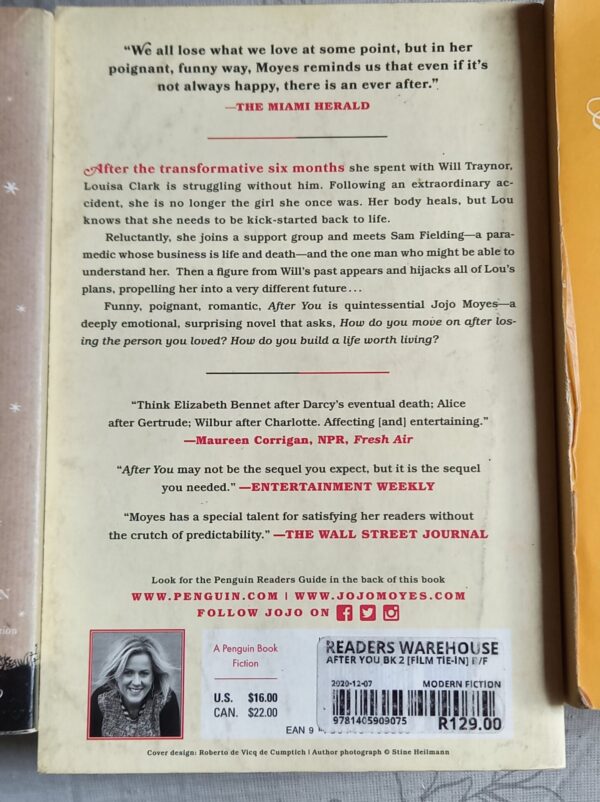 “We all lose what we love at some point, but in her
poignant, funny way, Moyes reminds us that even if it's
not always happy, there is an ever after.”
—THE MIAMI HERALD
After the transformative six months she spent with Will Traynor,
Louisa Clark is struggling without him. Following an extraordinary ac-
cident, she is no longer the girl she once was. Her body heals, but Lou
knows that she needs to be kick-started back to life.
Reluctantly, she joins a support group and meets Sam Fielding—a para-
medic whose business is life and death—and the one man who might be able to
understand her. Then a figure from Will's past appears and hijacks all of Lou's
plans, propelling her into a very different future...
Funny, poignant, romantic, After You is quintessential Jojo Moyes—a
deeply emotional, surprising novel that asks, How do you move on after los-
ing the person you loved? How do you build a life worth living?
“Think Elizabeth Bennet after Darcy's eventual death; Alice
after Gertrude; Wilbur after Charlotte. Affecting [and] entertaining.”
—Maureen Corrigan, NPR, Fresh Air
“After You may not be the sequel you expect, but it is the sequel
you needed.” —ENTERTAINMENT WEEKLY
“Moyes has a special talent for satisfying her readers without
the crutch of predictability.” —THE WALL STREET JOURNAL
Look for the Penguin Readers Guide in the back of this book
WWW.PENGUIN.COM | WWW.JOJOMOYES.COM
FOLLOW JOJO ON
A Penguin Book
Fiction
U.S. $16.00
CAN. $22.00
EAN 9
READERS WAREHOUSE
AFTER YOU BK 2 [FILM TIE-IN] F/F
2020-12-07 MODERN FICTION
9781405909075
R129.00
Cover design: Roberto de Vicq de Cumptich | Author photograph © Stine Heilmann